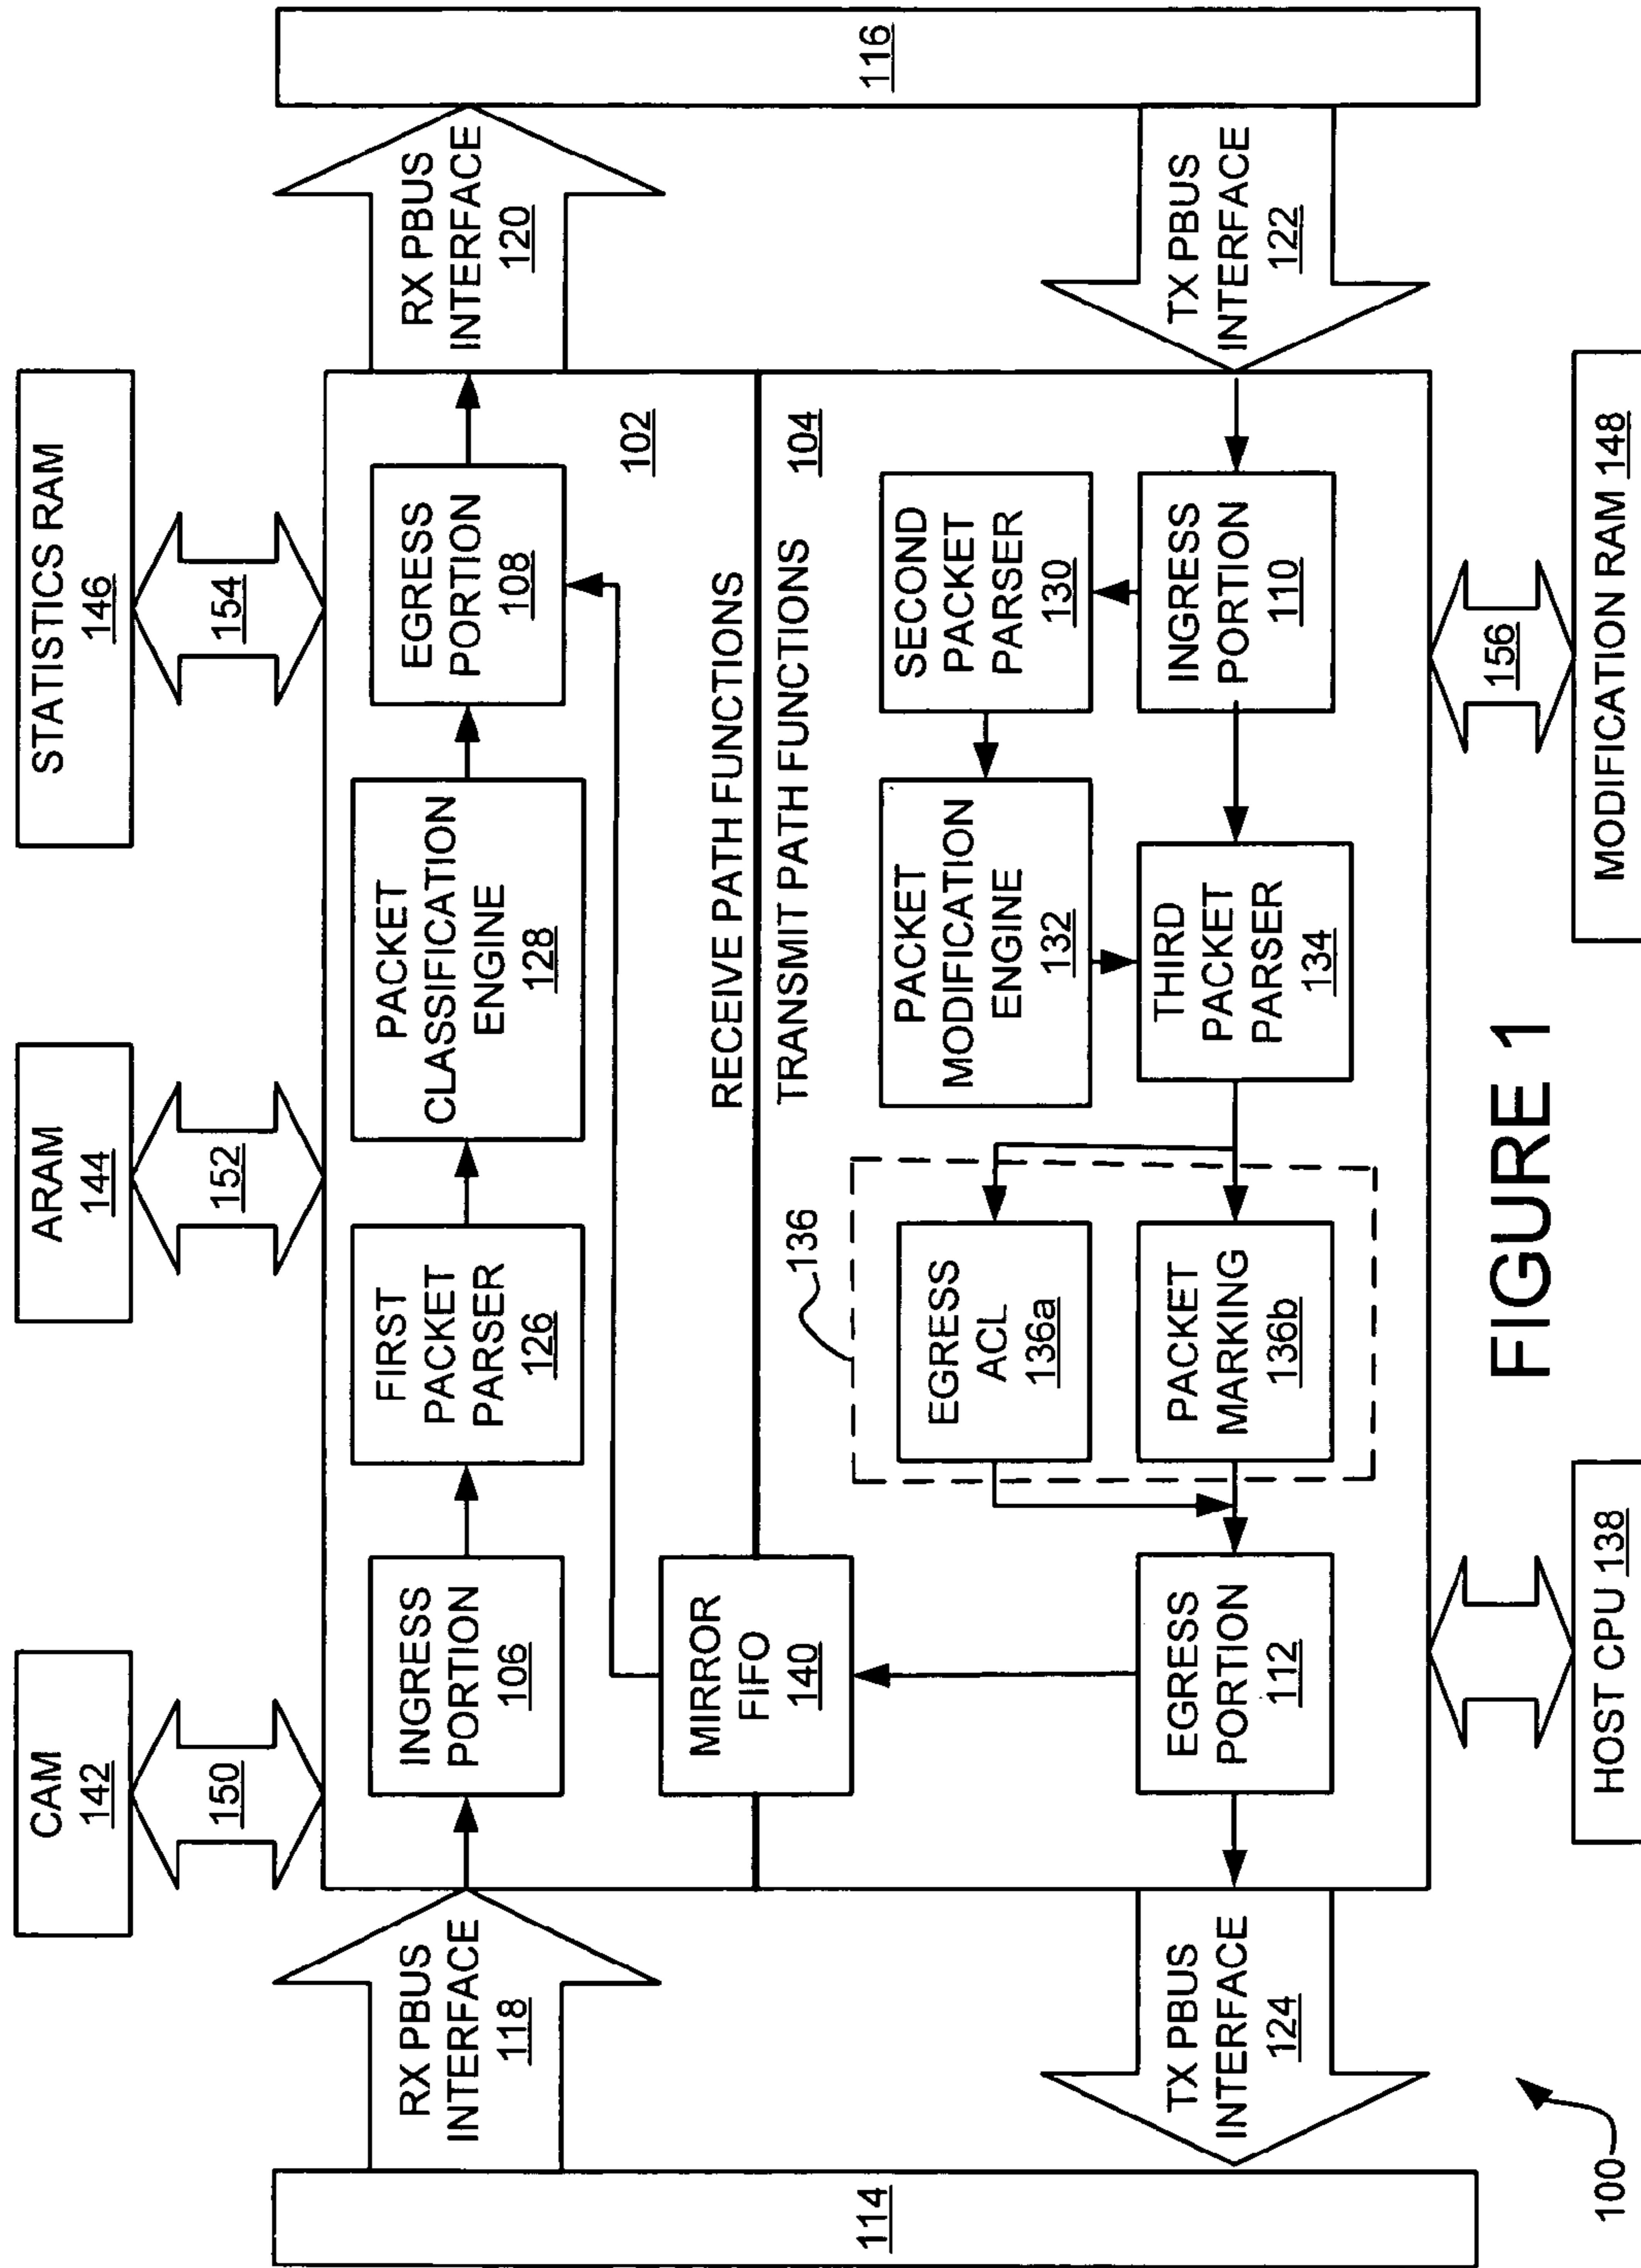 CAM
142
ARAM
144
STATISTICS RAM
146
150
152
154
114
RX PBUS
INTERFACE
118
INGRESS
PORTION
106
FIRST
PACKET
PARSER
126
PACKET
CLASSIFICATION
ENGINE
128
EGRESS
PORTION
108
RX PBUS
INTERFACE
120
116
102
MIRROR
FIFO
140
RECEIVE PATH FUNCTIONS
TRANSMIT PATH FUNCTIONS
104
136
EGRESS
ACL
136a
PACKET
MODIFICATION
ENGINE
132
SECOND
PACKET
PARSER
130
TX PBUS
INTERFACE
124
EGRESS
PORTION
112
PACKET
MARKING
136b
THIRD
PACKET
PARSER
134
INGRESS
PORTION
110
TX PBUS
INTERFACE
122
156
100
HOST CPU 138
MODIFICATION RAM 148
FIGURE 1